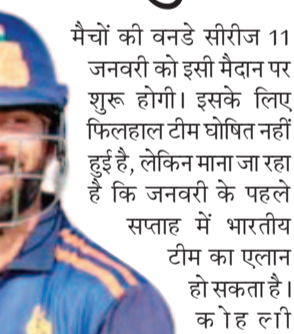 मैचों की वनडे सीरीज 11
जनवरी को इसी मैदान पर
शुरू होगी। इसके लिए
फिलहाल टीम घोषित नहीं
हुई है, लेकिन माना जा रहा
है कि जनवरी के पहले
सप्ताह में भारतीय
टीम का एलान
हो सकता है।
कोहली